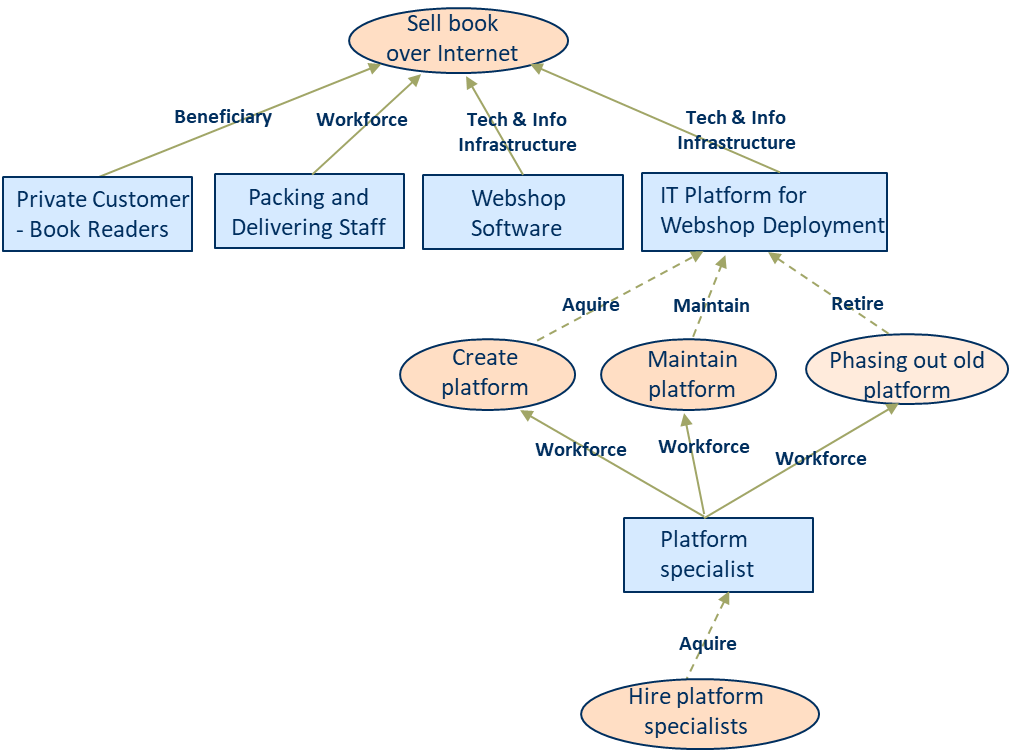 Sell book
over Internet
Beneficiary
Workforce
Tech & Info
Infrastructure
Tech & Info
Infrastructure
Private Customer
- Book Readers
Packing and
Delivering Staff
Webshop
Software
IT Platform for
Webshop Deployment
Aquire
Maintain
Retire
Create
platform
Maintain
platform
Phasing out old
platform
Workforce
Workforce
Workforce
Platform
specialist
Aquire
Hire platform
specialists